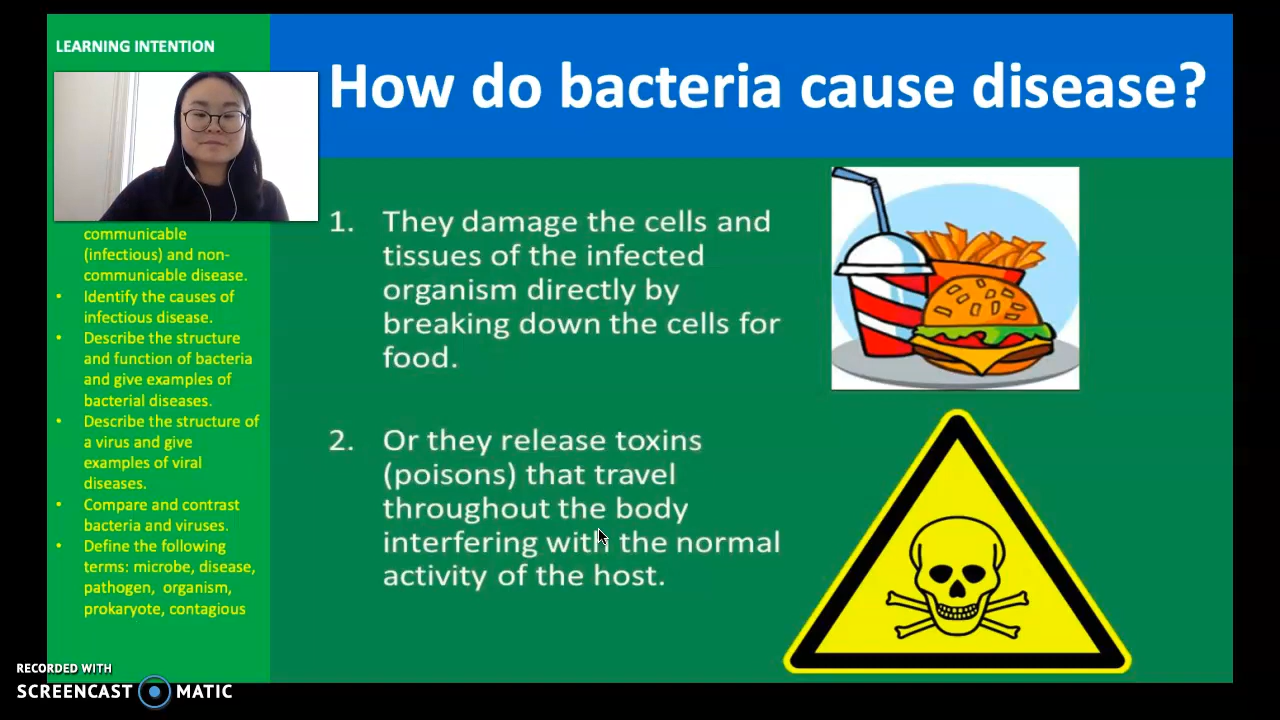 LEARNING INTENTION
communicable
(infectious) and non-
communicable disease.
• Identify the causes of
infectious disease.
• Describe the structure
and function of bacteria
and give examples of
bacterial diseases.
• Describe the structure of
a virus and give
examples of viral
diseases.
• Compare and contrast
bacteria and viruses.
• Define the following
terms: microbe, disease,
pathogen, organism,
prokaryote, contagious
How do bacteria cause disease?
1. They damage the cells and
tissues of the infected
organism directly by
breaking down the cells for
food.
2. Or they release toxins
(poisons) that travel
throughout the body
interfering with the normal
activity of the host.
RECORDED WITH
SCREENCAST MATIC